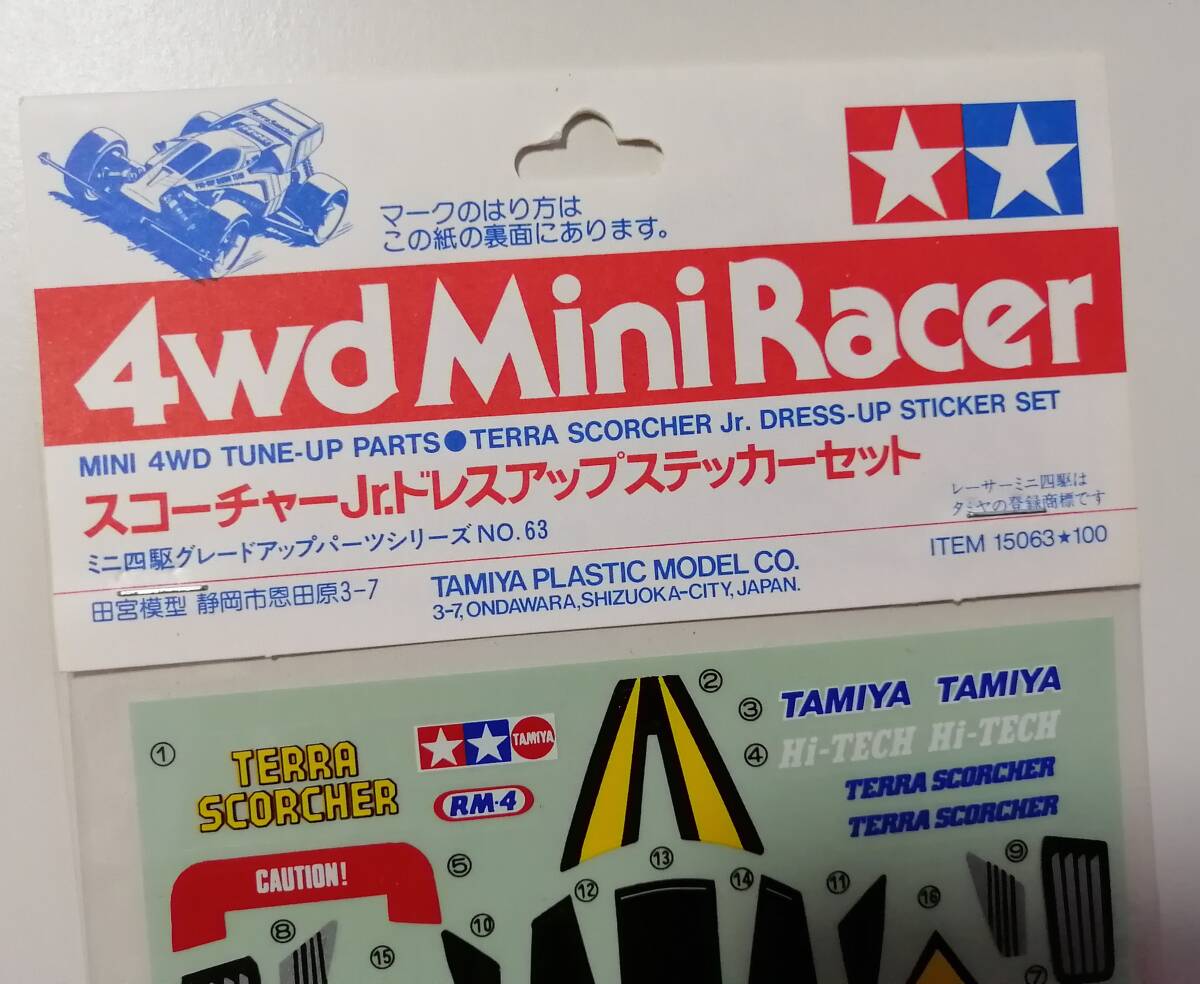 マークのはり方は
この紙の裏面にあります。
4wd Mini Racer
MINI 4WD TUNE-UP PARTS●TERRA SCORCHER Jr. DRESS-UP STICKER SET
スコーチャーJr.ドレスアップステッカーセット
レーサーミニ四駆は
タミヤの登録商標です
ミニ四駆グレードアップパーツシリーズNO.63
ITEM 15063★100
田宮模型 静岡市恩田原3-7
TAMIYA PLASTIC MODEL CO.
3-7, ONDAWARA, SHIZUOKA-CITY, JAPAN.
①
TERRA
SCORCHER
TAMIYA
RM-4
②
③
TAMIYA TAMIYA
④
Hi-TECH Hi-TECH
TERRA SCORCHER
TERRA SCORCHER
CAUTION!
⑤
⑬
⑨
⑫
⑭
⑪
⑯
⑧
⑩
⑮
⑦